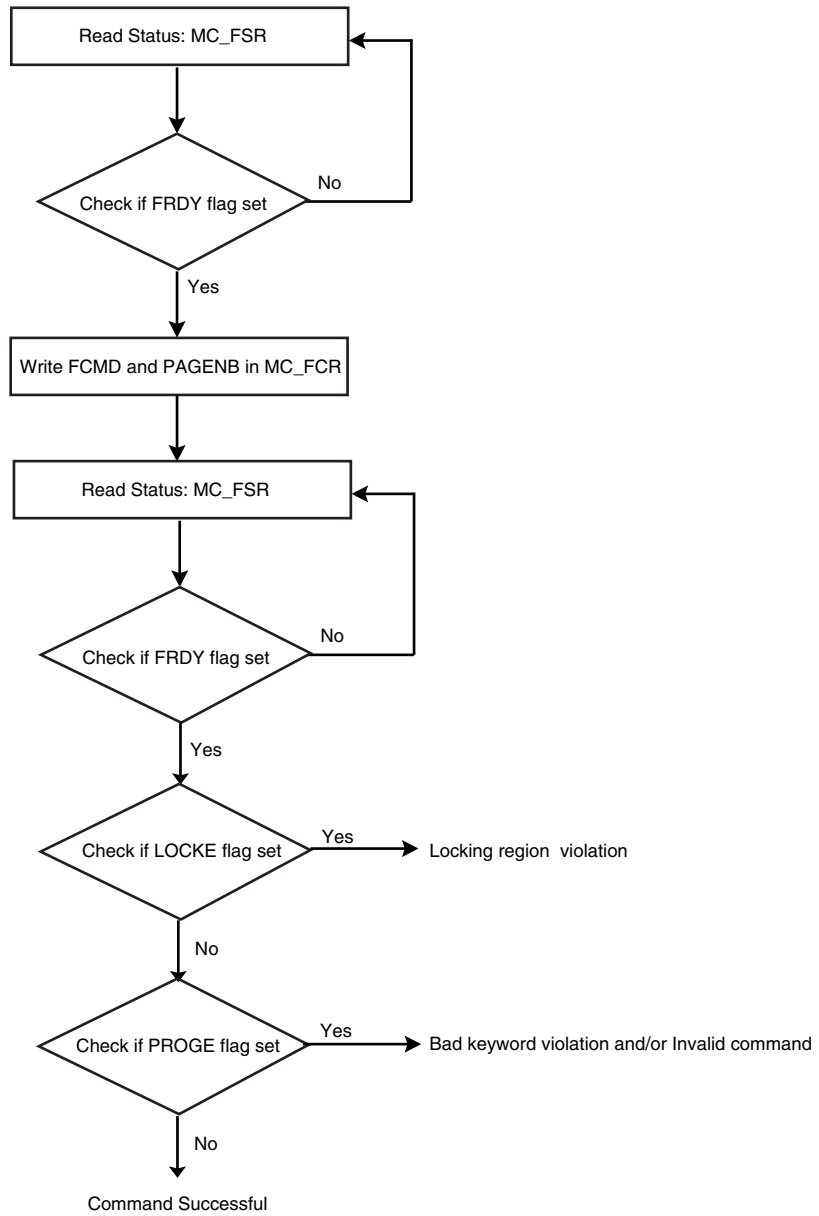 Read Status: MC_FSR
No
Check if FRDY flag set
Yes
Write FCMD and PAGENB in MC_FCR
Read Status: MC_FSR
No
Check if FRDY flag set
Yes
Check if LOCKE flag set
Yes
Locking region violation
No
Check if PROGE flag set
Yes
Bad keyword violation and/or Invalid command
No
Command Successful